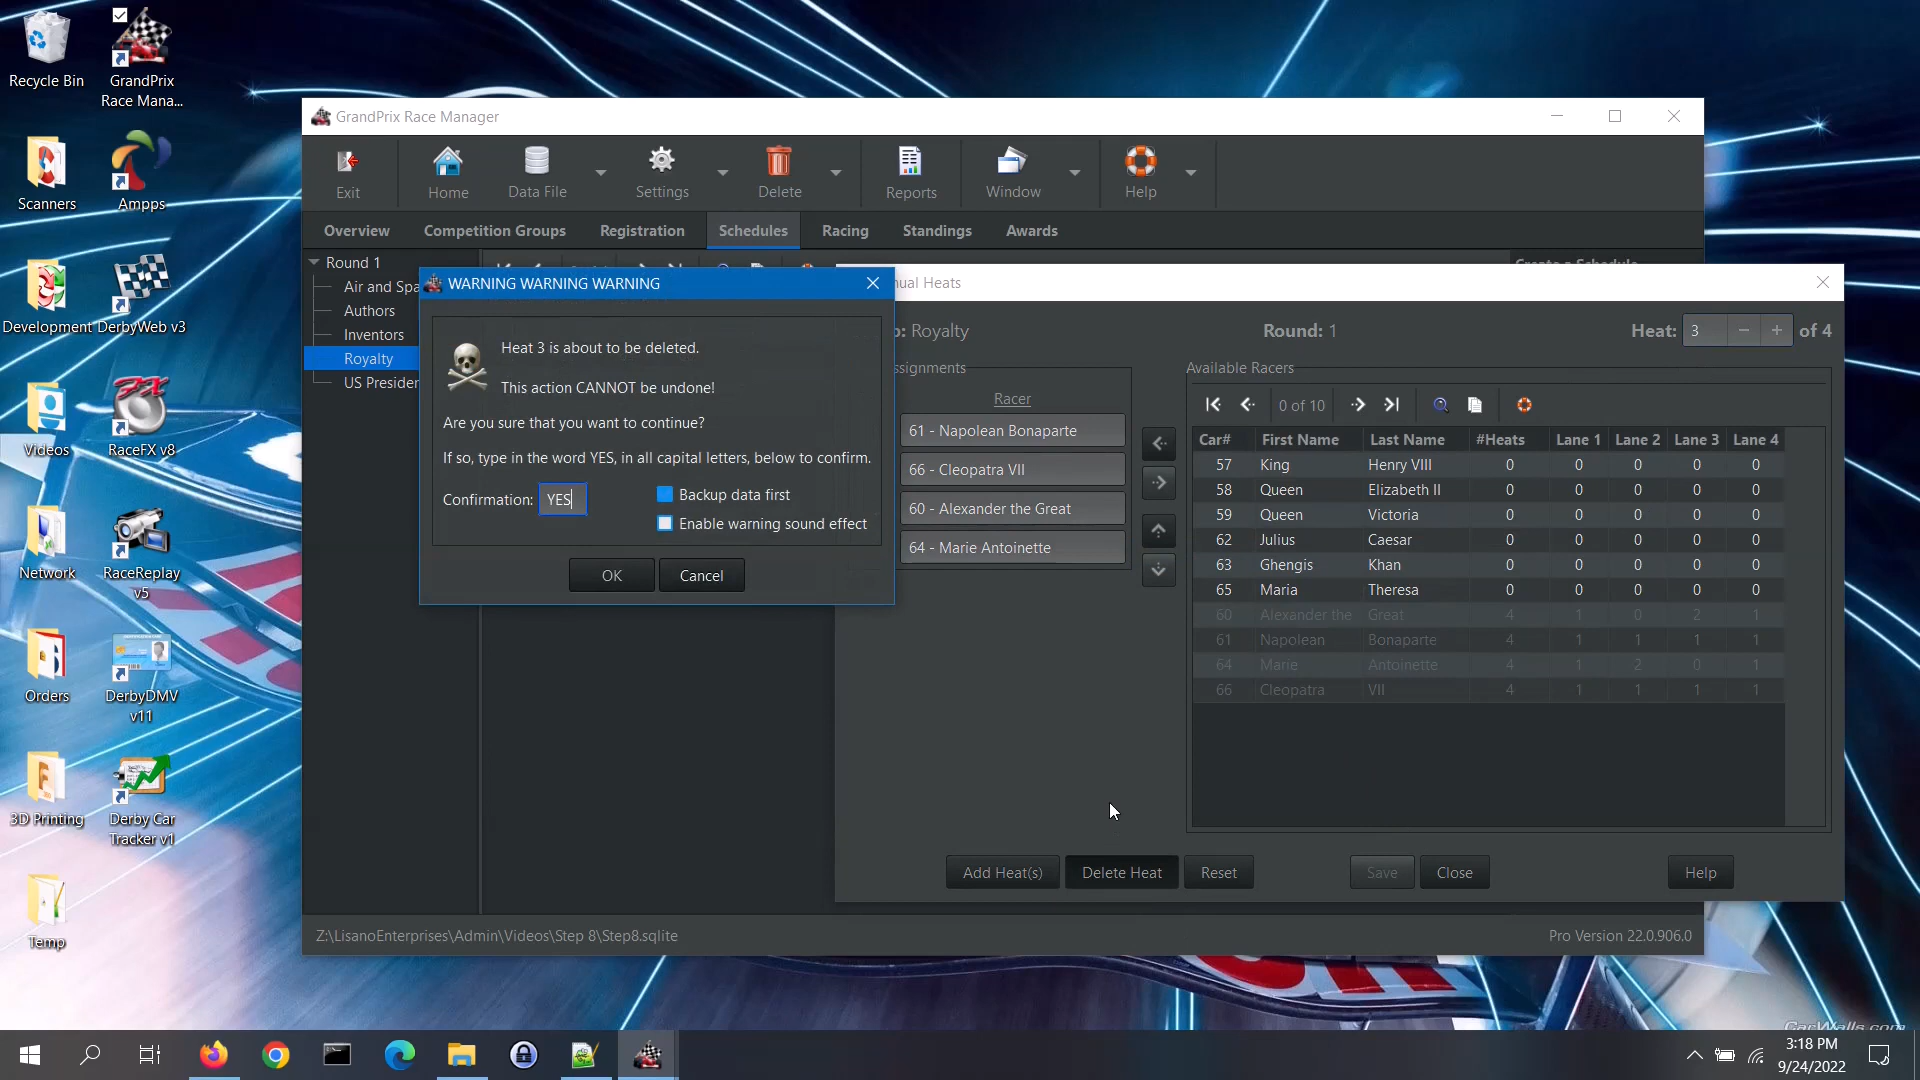 Recycle Bin
GrandPrix
Race Mana...
Scanners
Ampps
Development
DerbyWeb v3
Videos
RaceFX v8
Network
RaceReplay
v5
Orders
DerbyDMV
v11
3D Printing
Derby Car
Tracker v1
Temp
GrandPrix Race Manager
Exit
Home
Data File
Settings
Delete
Reports
Window
Help
Overview
Competition Groups
Registration
Schedules
Racing
Standings
Awards
Round 1
Air and Spa
Authors
Inventors
Royalty
US Presiden
Create a Schedule
WARNING WARNING WARNING
Heat 3 is about to be deleted.
This action CANNOT be undone!
Are you sure that you want to continue?
If so, type in the word YES, in all capital letters, below to confirm.
Confirmation: YES
Backup data first
Enable warning sound effect
OK
Cancel
nual Heats
p: Royalty
Round: 1
Heat: 3 − + of 4
ssignments
Racer
61 - Napolean Bonaparte
66 - Cleopatra VII
60 - Alexander the Great
64 - Marie Antoinette
Available Racers
0 of 10
Car# First Name Last Name #Heats Lane 1 Lane 2 Lane 3 Lane 4
57 King Henry VIII 0 0 0 0 0
58 Queen Elizabeth II 0 0 0 0 0
59 Queen Victoria 0 0 0 0 0
62 Julius Caesar 0 0 0 0 0
63 Ghengis Khan 0 0 0 0 0
65 Maria Theresa 0 0 0 0 0
60 Alexander the Great 4 1 0 2 1
61 Napolean Bonaparte 4 1 1 1 1
64 Marie Antoinette 4 1 2 0 1
66 Cleopatra VII 4 1 1 1 1
Add Heat(s)
Delete Heat
Reset
Save
Close
Help
Z:\LisanoEnterprises\Admin\Videos\Step 8\Step8.sqlite
Pro Version 22.0.906.0
CarWalls.com
3:18 PM
9/24/2022